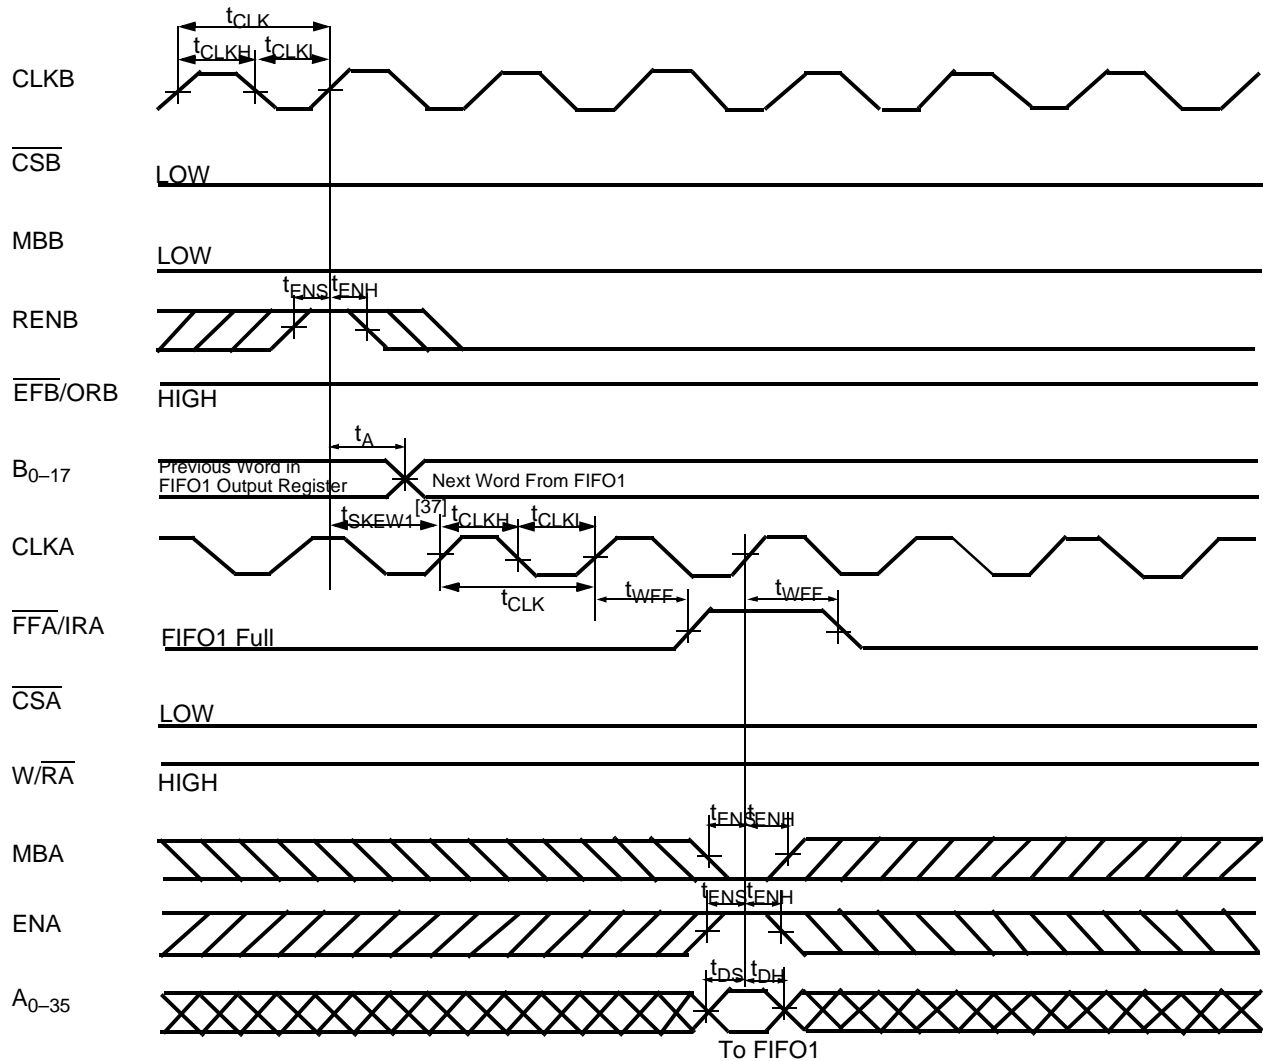 tCLK
tCLKH tCLKL
CLKB
CSB
LOW
MBB
LOW
tENS tENH
RENB
EFB/ORB
HIGH
tA
B0–17
Previous Word in
FIFO1 Output Register
Next Word From FIFO1
tSKEW1[37] tCLKH tCLKL
CLKA
tCLK
tWFF tWFF
FFA/IRA
FIFO1 Full
CSA
LOW
W/RA
HIGH
tENS tENH
MBA
tENS tENH
ENA
tDS tDH
A0–35
To FIFO1